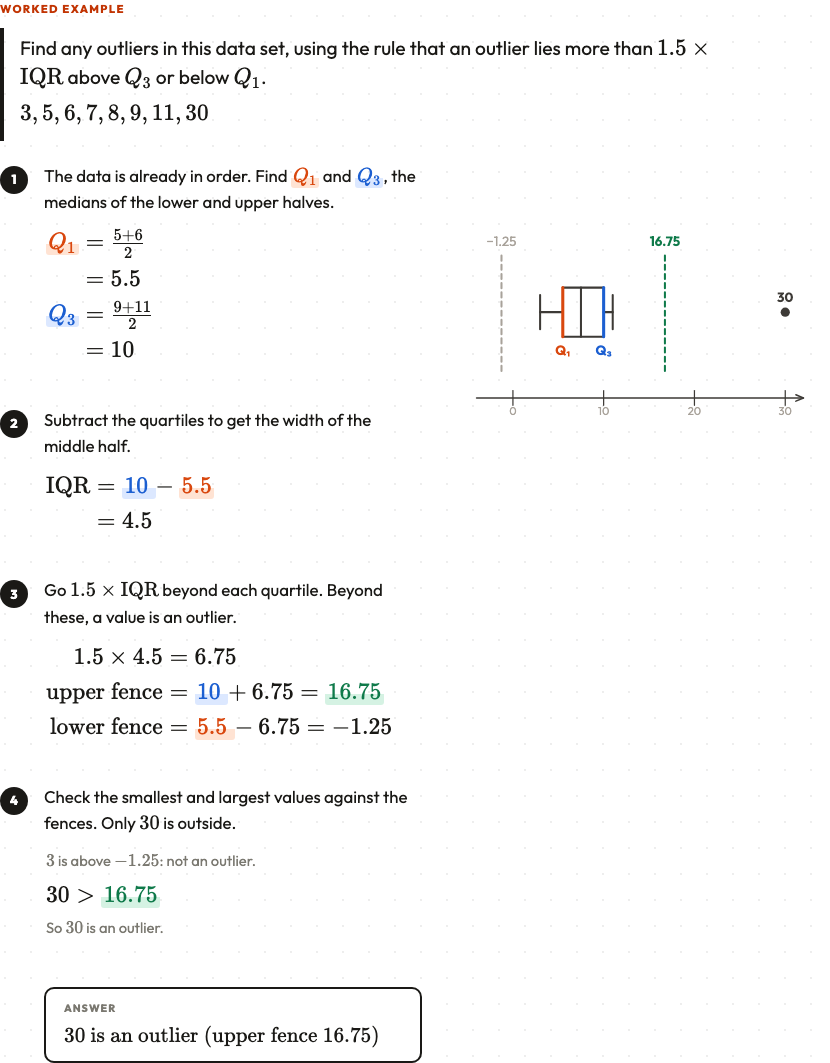 WORKED EXAMPLE
Find any outliers in this data set, using the rule that an outlier lies more than 1.5 ×
IQR above Q₃ or below Q₁.
3, 5, 6, 7, 8, 9, 11, 30
1
The data is already in order. Find Q₁ and Q₃, the
medians of the lower and upper halves.
Q₁ = (5+6)/2
= 5.5
Q₃ = (9+11)/2
= 10
2
Subtract the quartiles to get the width of the
middle half.
IQR = 10 − 5.5
= 4.5
3
Go 1.5 × IQR beyond each quartile. Beyond
these, a value is an outlier.
1.5 × 4.5 = 6.75
upper fence = 10 + 6.75 = 16.75
lower fence = 5.5 − 6.75 = −1.25
4
Check the smallest and largest values against the
fences. Only 30 is outside.
3 is above −1.25: not an outlier.
30 > 16.75
So 30 is an outlier.
ANSWER
30 is an outlier (upper fence 16.75)
−1.25 16.75
30
Q₁ Q₃
0 10 20 30